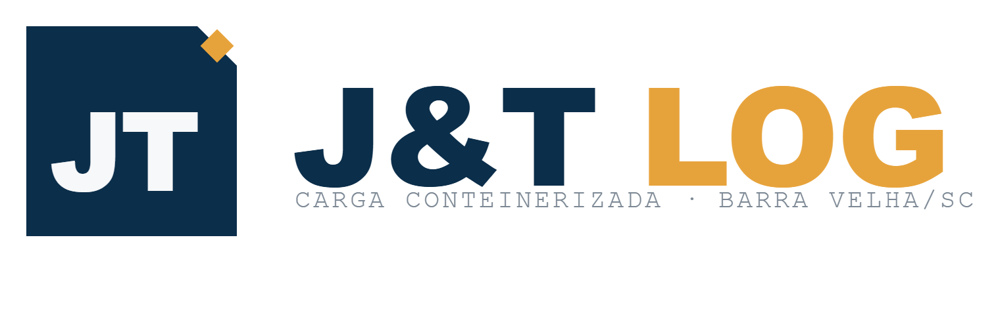 JT
J&T LOG
CARGA CONTEINERIZADA · BARRA VELHA/SC